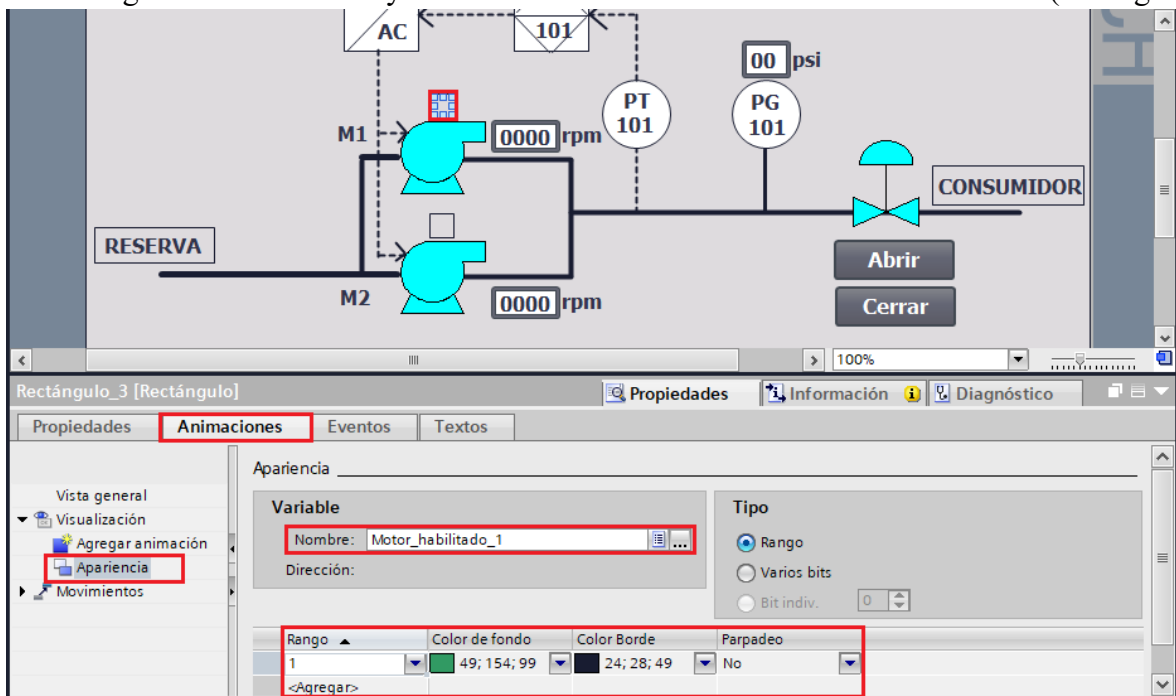 AC
101
00 psi
PT
101
PG
101
M1
0000 rpm
CONSUMIDOR
RESERVA
Abrir
M2
0000 rpm
Cerrar
100%
Rectángulo_3 [Rectángulo]
Propiedades
Información
Diagnóstico
Propiedades
Animaciones
Eventos
Textos
Apariencia
Vista general
Visualización
Agregar animación
Apariencia
Movimientos
Variable
Nombre: Motor_habilitado_1
Dirección:
Tipo
Rango
Varios bits
Bit indiv. 0
Rango Color de fondo Color Borde Parpadeo
1 49; 154; 99 24; 28; 49 No
<Agregar>